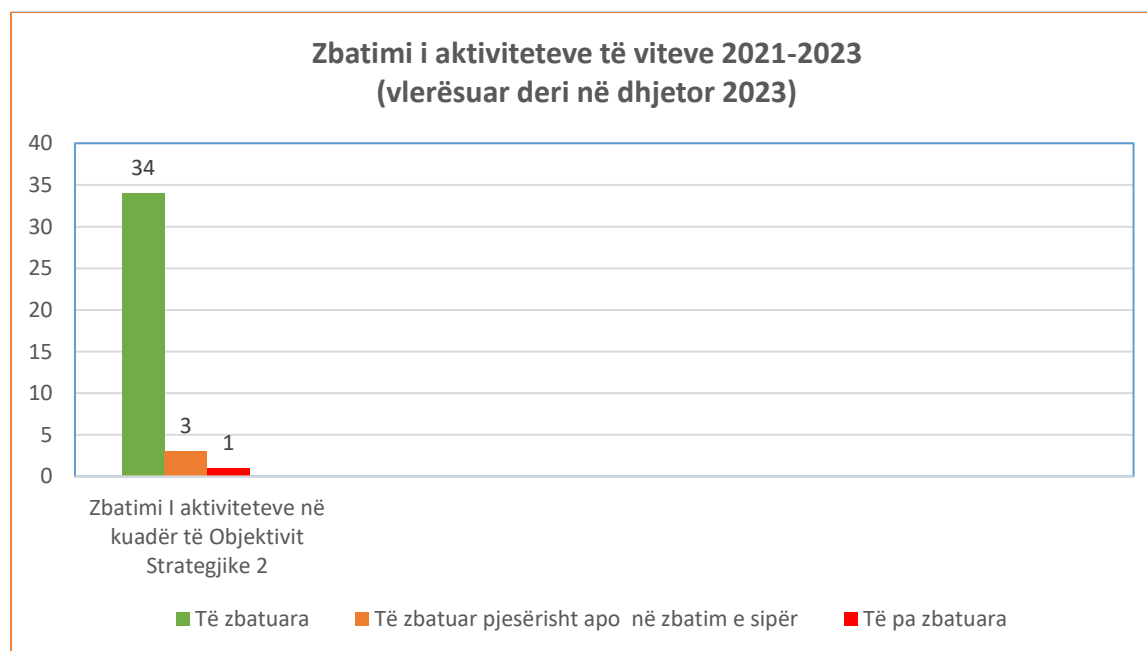 Zbatimi i aktiviteteve të viteve 2021-2023
(vlerësuar deri në dhjetor 2023)
40
35
30
25
20
15
10
5
0
34
3
1
Zbatimi I aktiviteteve në
kuadër të Objektivit
Strategjike 2
Të zbatuara
Të zbatuar pjesërisht apo në zbatim e sipër
Të pa zbatuara